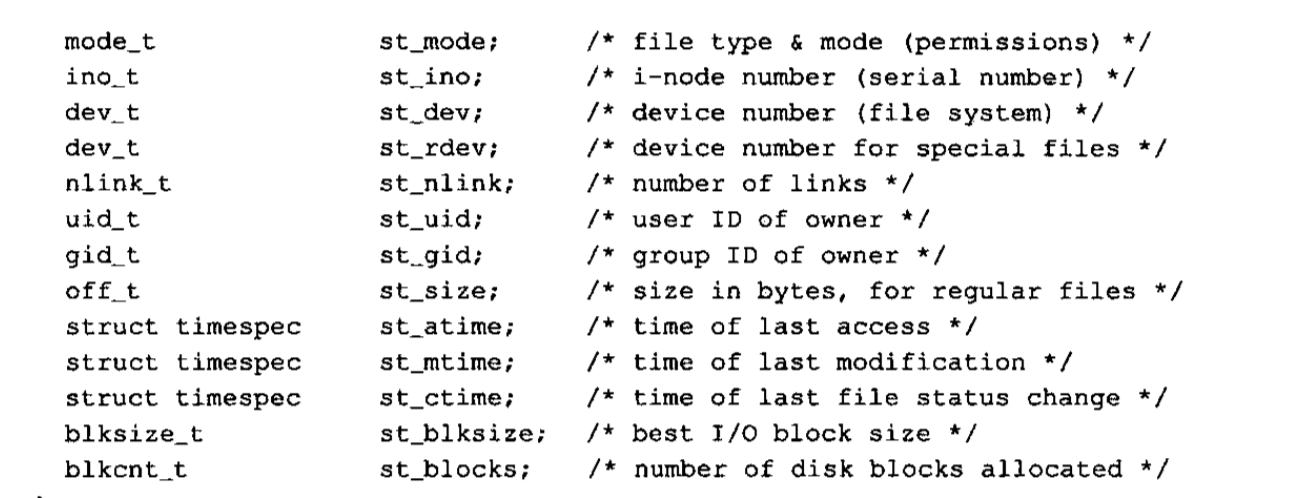 mode_t st_mode; /* file type & mode (permissions) */
ino_t st_ino; /* i-node number (serial number) */
dev_t st_dev; /* device number (file system) */
dev_t st_rdev; /* device number for special files */
nlink_t st_nlink; /* number of links */
uid_t st_uid; /* user ID of owner */
gid_t st_gid; /* group ID of owner */
off_t st_size; /* size in bytes, for regular files */
struct timespec st_atime; /* time of last access */
struct timespec st_mtime; /* time of last modification */
struct timespec st_ctime; /* time of last file status change */
blksize_t st_blksize; /* best I/O block size */
blkcnt_t st_blocks; /* number of disk blocks allocated */